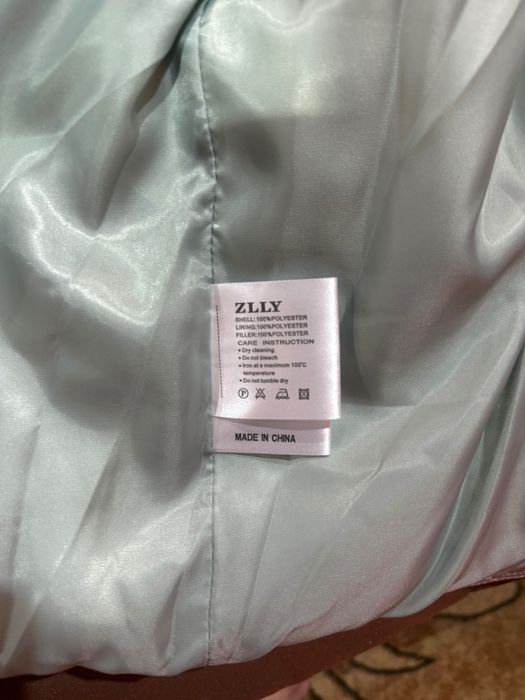 ZLLY
SHELL:100%POLYESTER
LINING:100%POLYESTER
FILLER:100%POLYESTER
CARE INSTRUCTION
• Dry cleaning
• Do not bleach
• Iron at a maximum 100°C
temperature
• Do not tumble dry
P
MADE IN CHINA